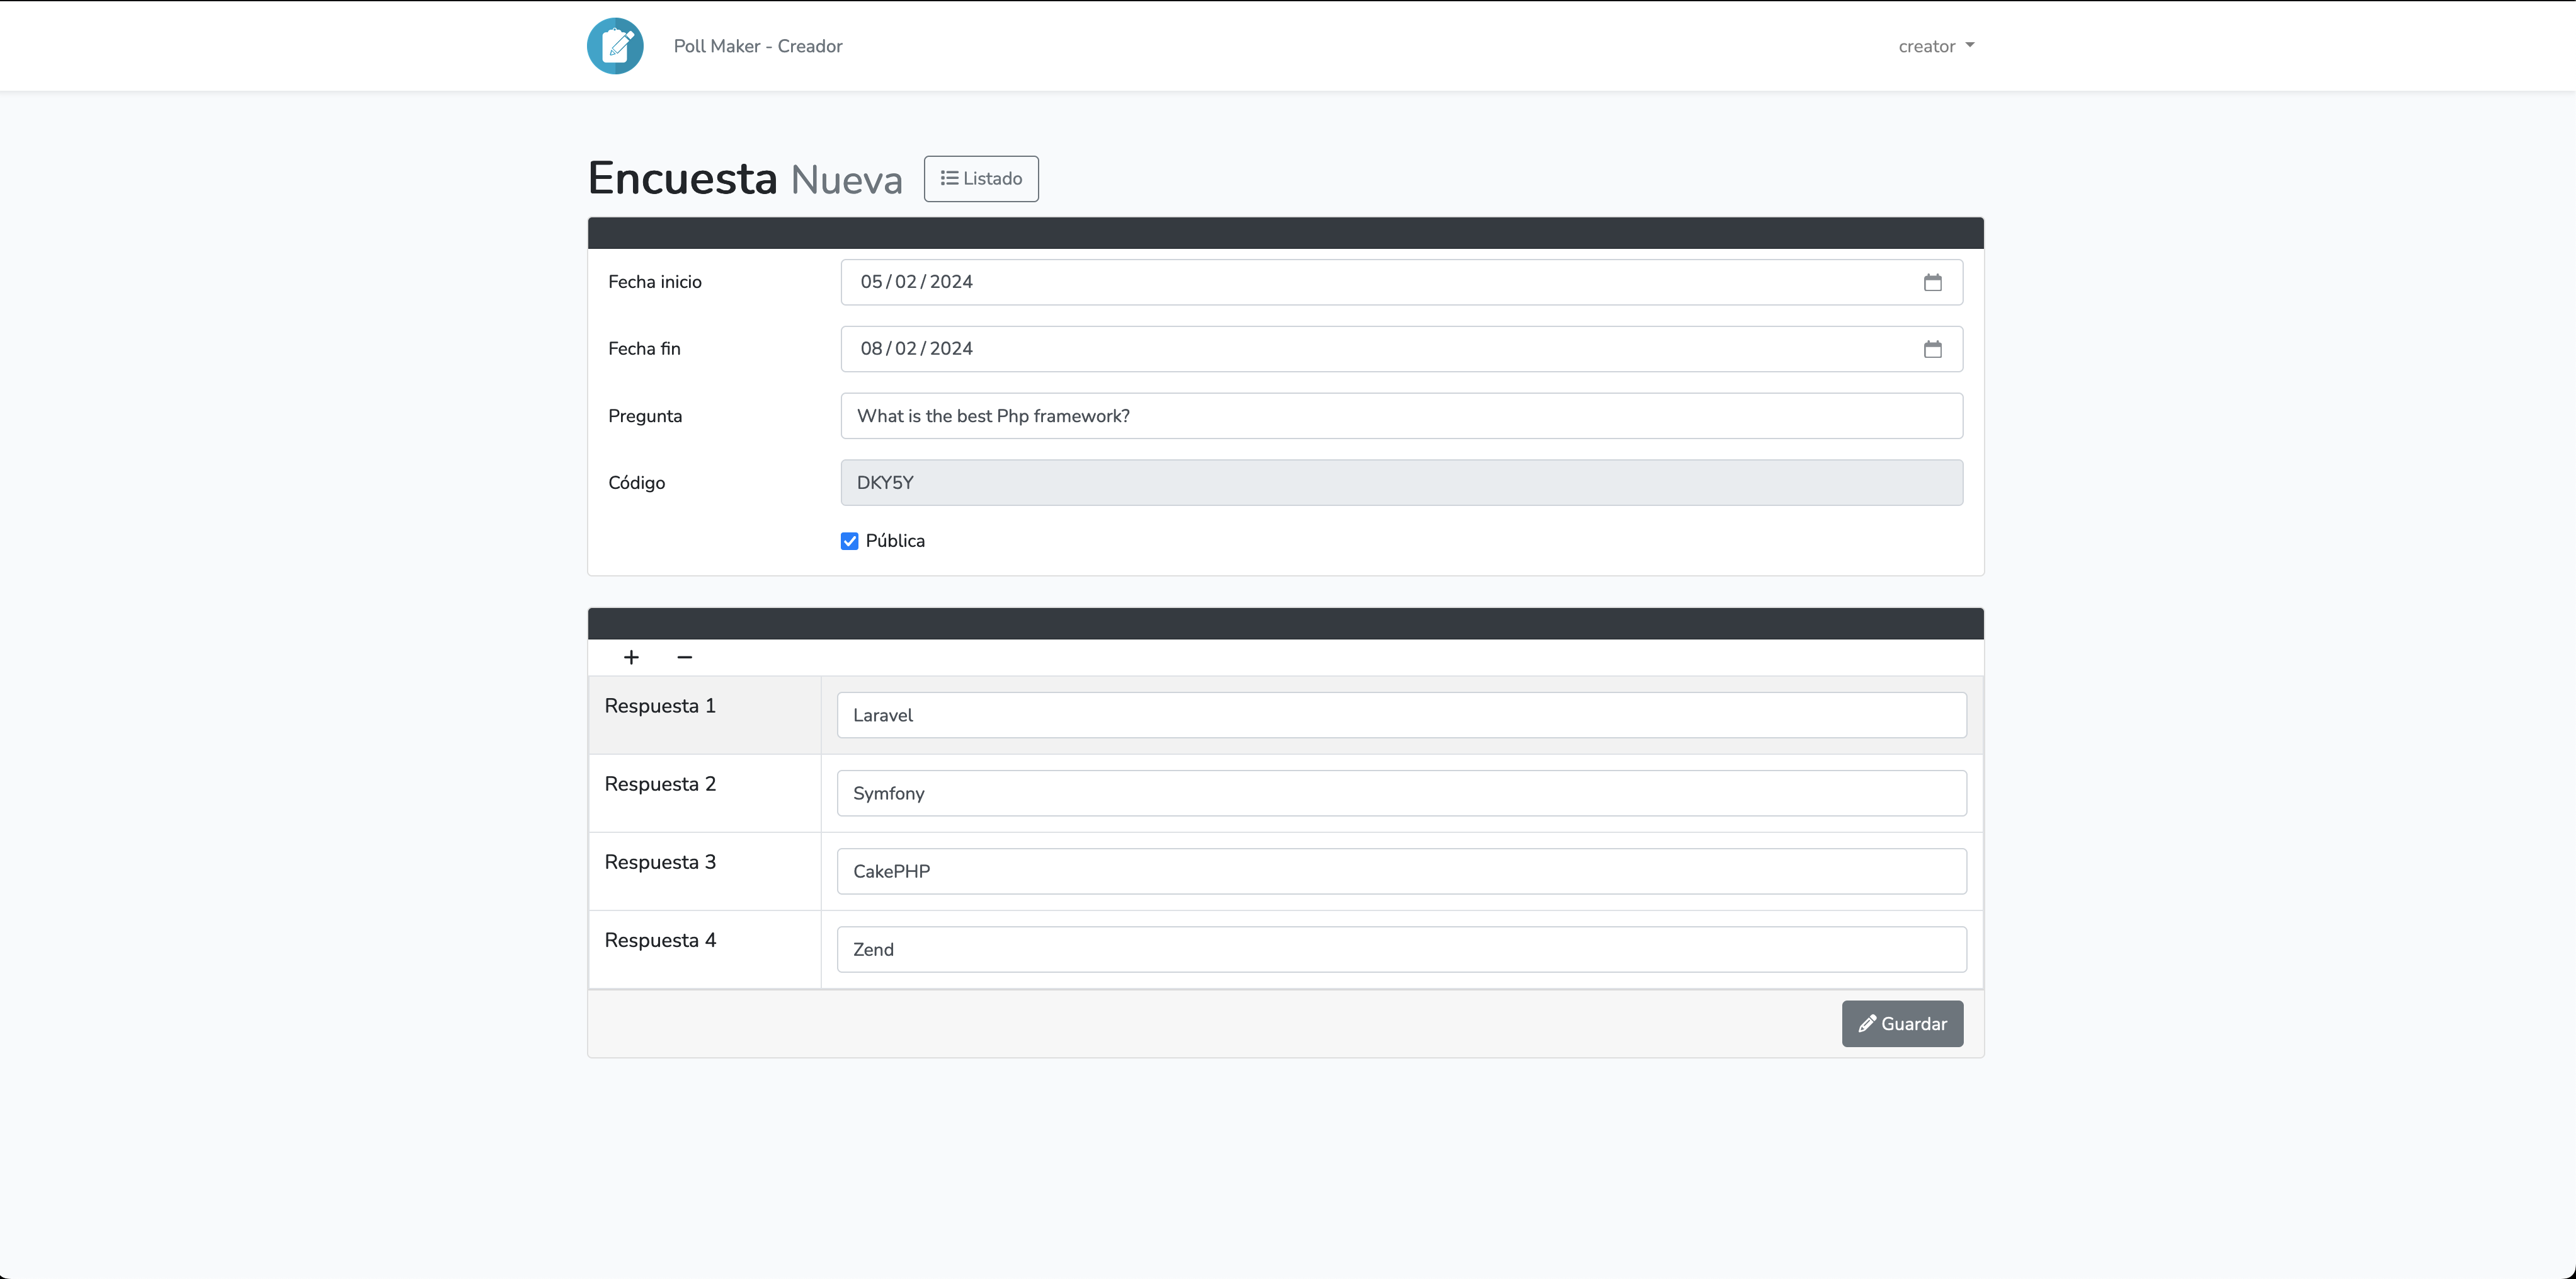 Poll Maker - Creador
creator
Encuesta Nueva
Listado
Fecha inicio
05/02/2024
Fecha fin
08/02/2024
Pregunta
What is the best Php framework?
Código
DKY5Y
Pública
Respuesta 1
Laravel
Respuesta 2
Symfony
Respuesta 3
CakePHP
Respuesta 4
Zend
Guardar